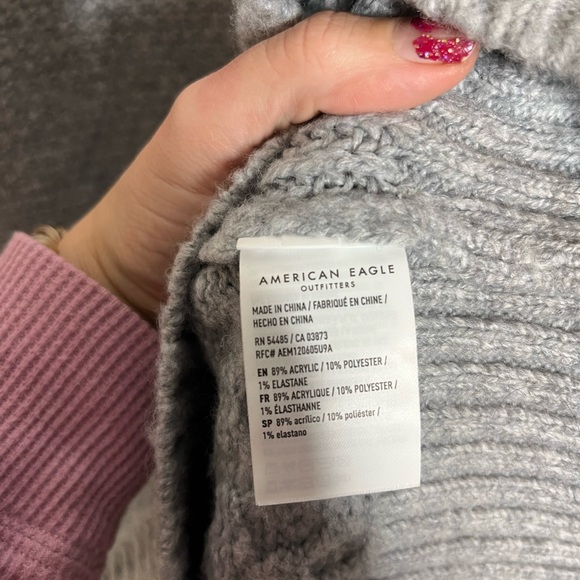 AMERICAN EAGLE
OUTFITTERS
MADE IN CHINA / FABRIQUÉ EN CHINE /
HECHO EN CHINA
RN 54485 / CA 03873
RFC# AEM120605U9A
EN 89% ACRYLIC / 10% POLYESTER /
1% ELASTANE
FR 89% ACRYLIQUE / 10% POLYESTER /
1% ÉLASTHANNE
SP 89% acrílico / 10% poliéster /
1% elastano